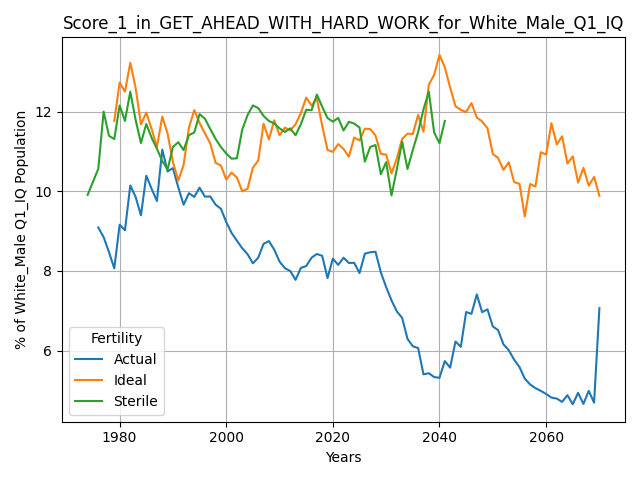 Score_1_in_GET_AHEAD_WITH_HARD_WORK_for_White_Male_Q1_IQ
% of White_Male Q1_IQ Population
12
10
8
6
Fertility
Actual
Ideal
Sterile
1980 2000 2020 2040 2060
Years